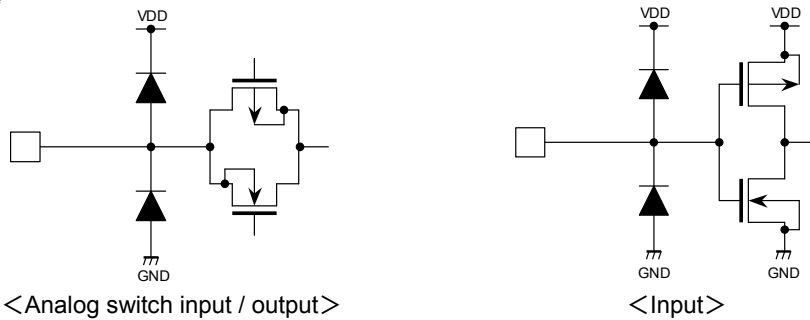 VDD
GND
<Analog switch input / output>
VDD
VDD
GND
GND
<Input>